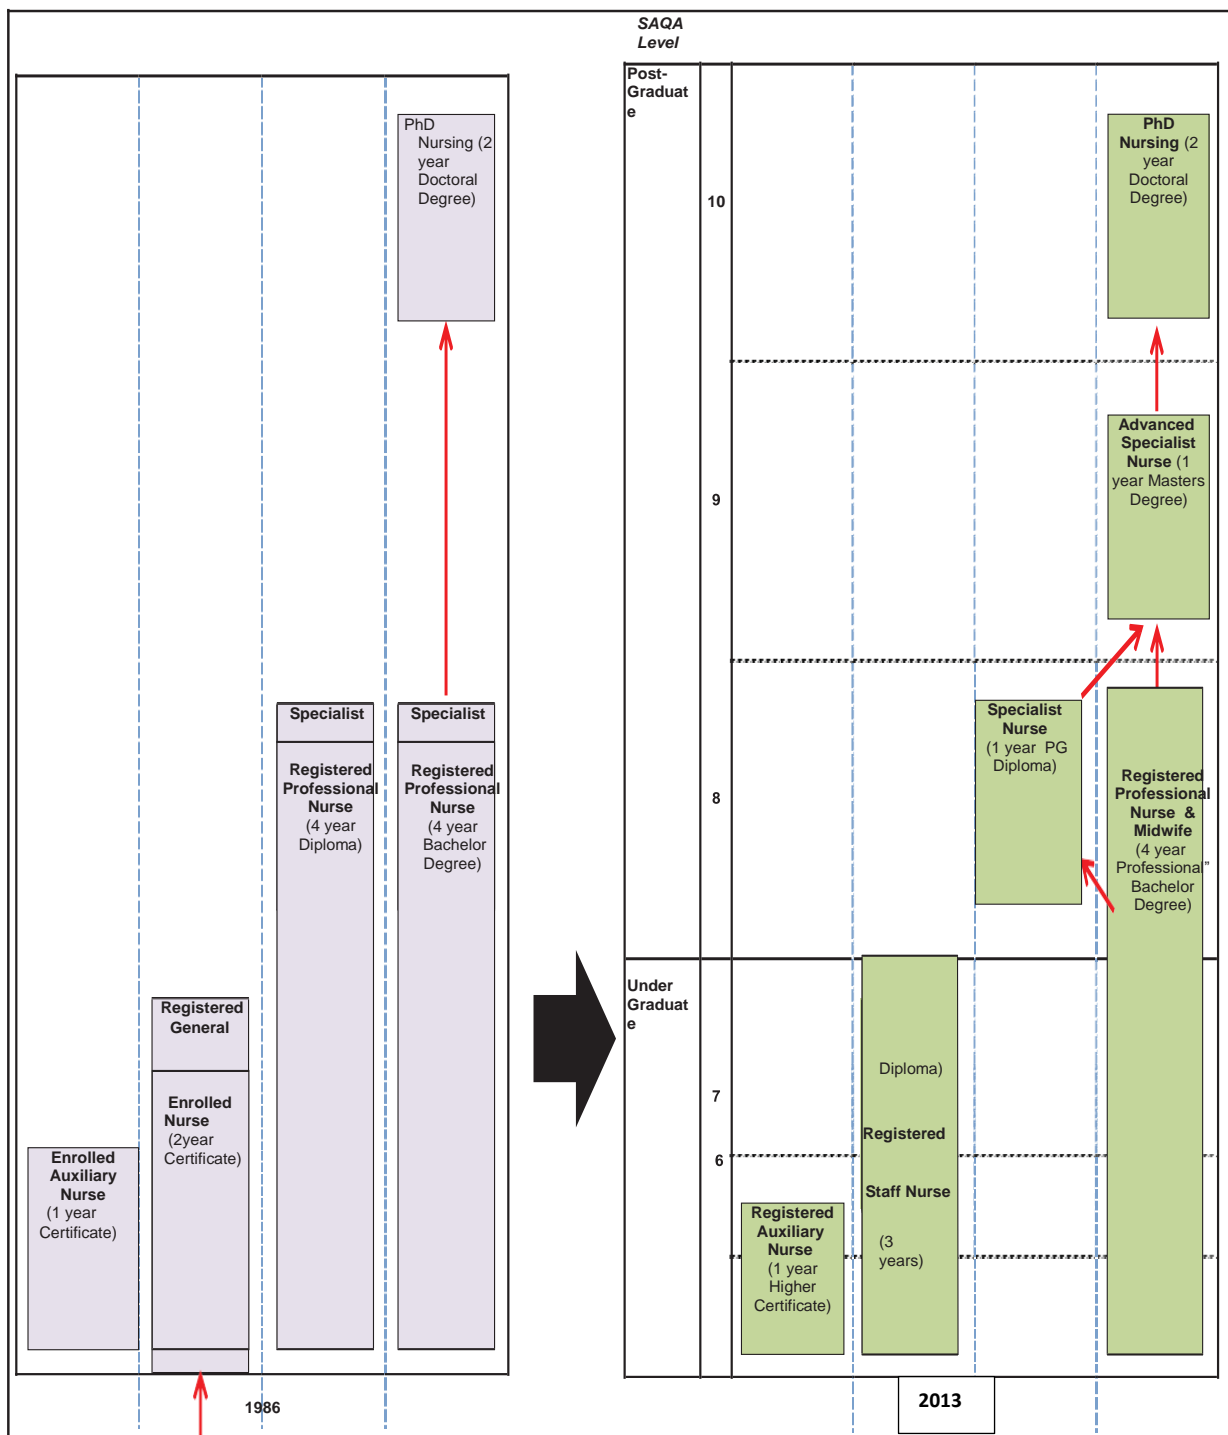 SAQA
Level
PhD
Nursing (2
year
Doctoral
Degree)
Specialist
Registered
Professional
Nurse
(4 year
Diploma)
Specialist
Registered
Professional
Nurse
(4 year
Bachelor
Degree)
Registered
General
Enrolled
Nurse
(2year
Certificate)
Enrolled
Auxiliary
Nurse
(1 year
Certificate)
1986
Post-
Graduat
e
10
PhD
Nursing (2
year
Doctoral
Degree)
9
Advanced
Specialist
Nurse (1
year Masters
Degree)
8
Specialist
Nurse
(1 year PG
Diploma)
Registered
Professional
Nurse &
Midwife
(4 year
Professional”
Bachelor
Degree)
Under
Graduat
e
7
6
Diploma)
Registered
Staff Nurse
(3
years)
Registered
Auxiliary
Nurse
(1 year
Higher
Certificate)
2013